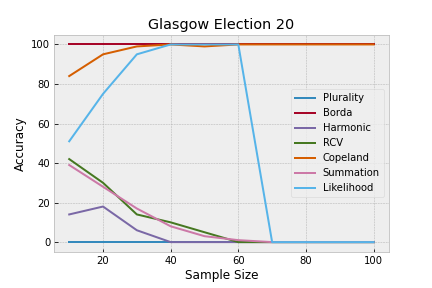 Glasgow Election 20
100
80
60
40
20
0
Accuracy
Plurality
Borda
Harmonic
RCV
Copeland
Summation
Likelihood
20 40 60 80 100
Sample Size